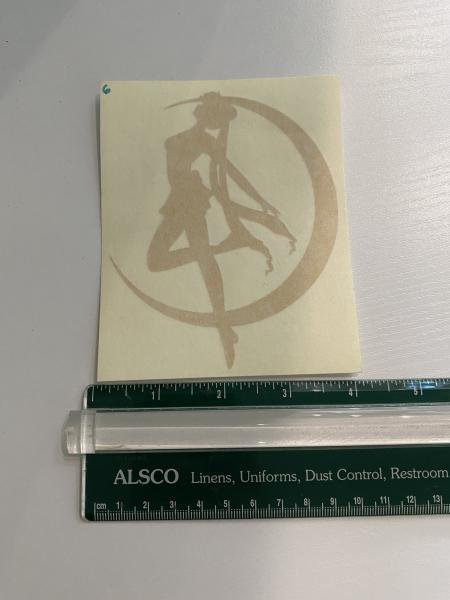 6
1 2 3 4 5
ALSCO Linens, Uniforms, Dust Control, Restroom
cm 1 2 3 4 5 6 7 8 9 10 11 12 13